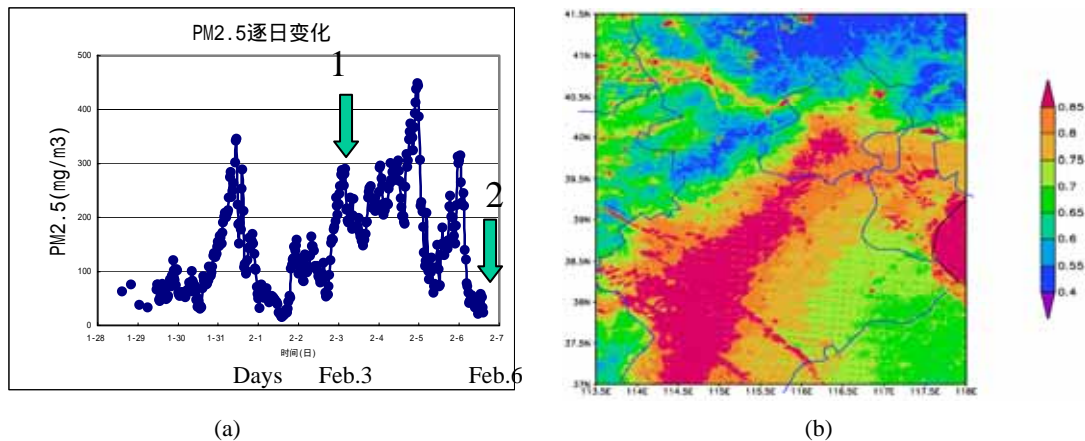 PM2.5逐日变化
PM2.5(mg/m3)
500
400
300
200
100
0
1-28
1-29
1-30
1-31
2-1
2-2
2-3
2-4
2-5
2-6
2-7
时间(日)
1
2
Days
Feb.3
Feb.6
(a)
41.5N
41N
40.5N
40N
39.5N
39N
38.5N
38N
37.5N
37N
113.5E
114E
114.5E
115E
115.5E
116E
116.5E
117E
117.5E
118E
0.85
0.8
0.75
0.7
0.65
0.6
0.55
0.4
(b)